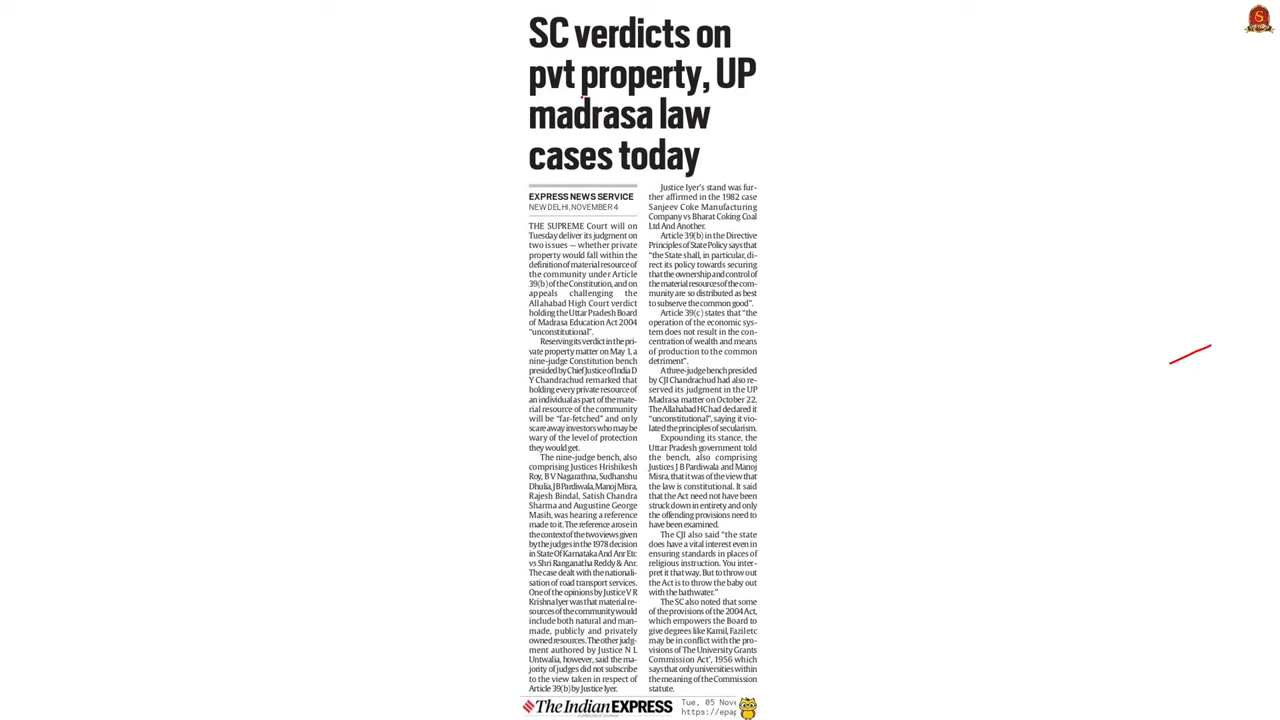 SC verdicts on
pvt property, UP
madrasa law
cases today
EXPRESS NEWS SERVICE
NEW DELHI, NOVEMBER 4
THE SUPREME Court will on
Tuesday deliver its judgment on
two issues — whether private
property would fall within the
definition of material resource of
the community under Article
39(b) of the Constitution, and on
appeals challenging the
Allahabad High Court verdict
holding the Uttar Pradesh Board
of Madrasa Education Act 2004
"unconstitutional".
Reserving its verdict in the pri-
vate property matter on May 1, a
nine-judge Constitution bench
presided by Chief Justice of India D
Y Chandrachud remarked that
holding every private resource of
an individual as part of the mate-
rial resource of the community
will be "far-fetched" and only
scare away investors who may be
wary of the level of protection
they would get.
The nine-judge bench, also
comprising Justices Hrishikesh
Roy, B V Nagarathna, Sudhanshu
Dhulia, J B Pardiwala, Manoj Misra,
Rajesh Bindal, Satish Chandra
Sharma and Augustine George
Masih, was hearing a reference
made to it. The reference arose in
the context of the two views given
by the judges in the 1978 decision
in State Of Karnataka And Anr Etc
vs Shri Ranganatha Reddy & Anr.
The case dealt with the nationali-
sation of road transport services.
One of the opinions by Justice V R
Krishna Iyer was that material re-
sources of the community would
include both natural and man-
made, publicly and privately
owned resources. The other judg-
ment authored by Justice N L
Untwalia, however, said the ma-
jority of judges did not subscribe
to the view taken in respect of
Article 39(b) by Justice Iyer.
Justice Iyer's stand was fur-
ther affirmed in the 1982 case
Sanjeev Coke Manufacturing
Company vs Bharat Coking Coal
Ltd And Another.
Article 39(b) in the Directive
Principles of State Policy says that
"the State shall, in particular, di-
rect its policy towards securing
that the ownership and control of
the material resources of the com-
munity are so distributed as best
to subserve the common good".
Article 39(c) states that "the
operation of the economic sys-
tem does not result in the con-
centration of wealth and means
of production to the common
detriment".
A three-judge bench presided
by CJI Chandrachud had also re-
served its judgment in the UP
Madrasa matter on October 22.
The Allahabad HC had declared it
"unconstitutional", saying it vio-
lated the principles of secularism.
Expounding its stance, the
Uttar Pradesh government told
the bench, also comprising
Justices J B Pardiwala and Manoj
Misra, that it was of the view that
the law is constitutional. It said
that the Act need not have been
struck down in entirety and only
the offending provisions need to
have been examined.
The CJI also said "the state
does have a vital interest even in
ensuring standards in places of
religious instruction. You inter-
pret it that way. But to throw out
the Act is to throw the baby out
with the bathwater."
The SC also noted that some
of the provisions of the 2004 Act,
which empowers the Board to
give degrees like Kamil, Fazil etc
may be in conflict with the pro-
visions of The University Grants
Commission Act', 1956 which
says that only universities within
the meaning of the Commission
statute.
The Indian EXPRESS
Tue, 05 Nove
https://epap